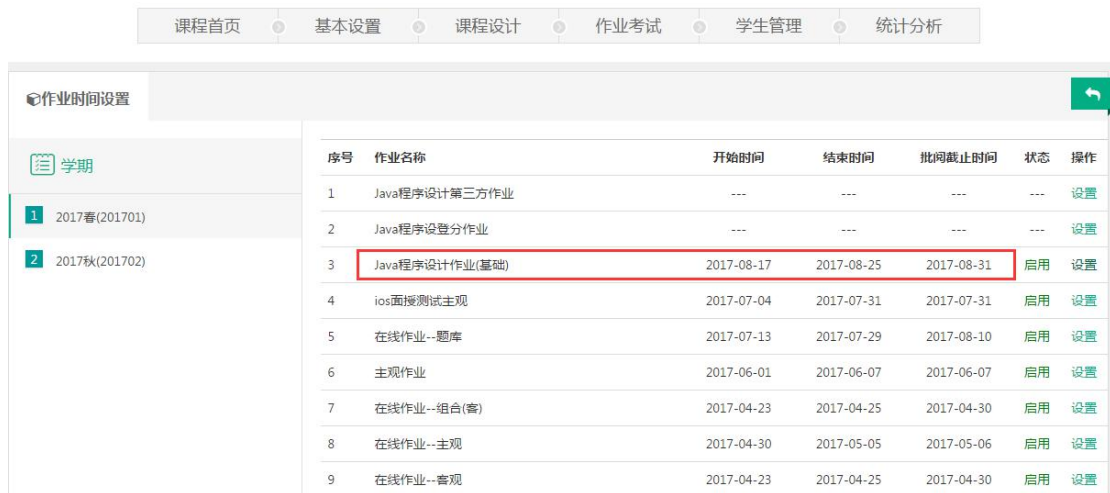 课程首页 基本设置 课程设计 作业考试 学生管理 统计分析
作业时间设置
学期
1 2017春(201701)
2 2017秋(201702)
序号 作业名称 开始时间 结束时间 批阅截止时间 状态 操作
1 Java程序设计第三方作业 --- --- --- --- 设置
2 Java程序设登分作业 --- --- --- --- 设置
3 Java程序设计作业(基础) 2017-08-17 2017-08-25 2017-08-31 启用 设置
4 ios面授测试主观 2017-07-04 2017-07-31 2017-07-31 启用 设置
5 在线作业--题库 2017-07-13 2017-07-29 2017-08-10 启用 设置
6 主观作业 2017-06-01 2017-06-07 2017-06-07 启用 设置
7 在线作业--组合(客) 2017-04-23 2017-04-25 2017-04-30 启用 设置
8 在线作业--主观 2017-04-30 2017-05-05 2017-05-06 启用 设置
9 在线作业--客观 2017-04-23 2017-04-25 2017-04-30 启用 设置